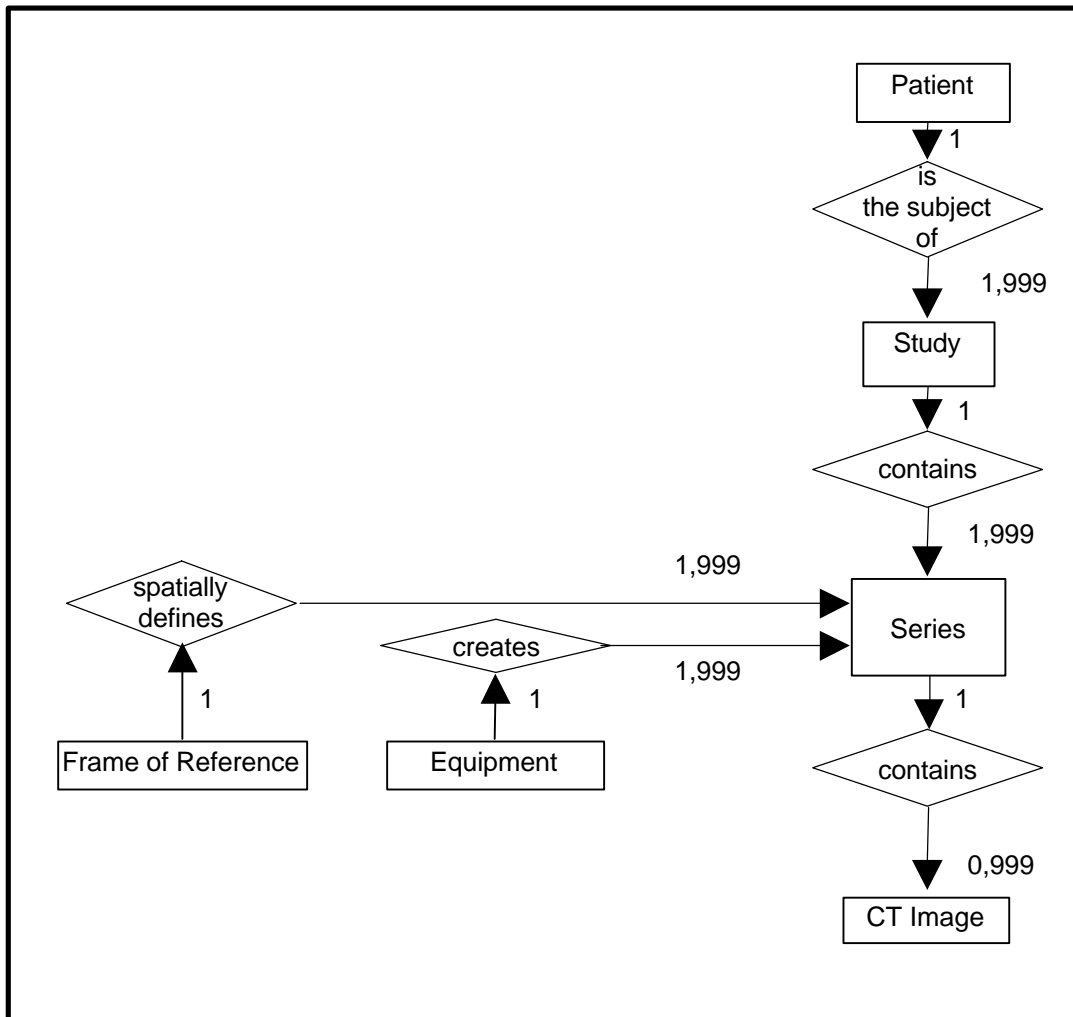 Patient
1
is
the subject
of
1,999
Study
1
contains
1,999
spatially
defines
1,999
Series
creates
1,999
1
1
1
Frame of Reference
Equipment
contains
0,999
CT Image